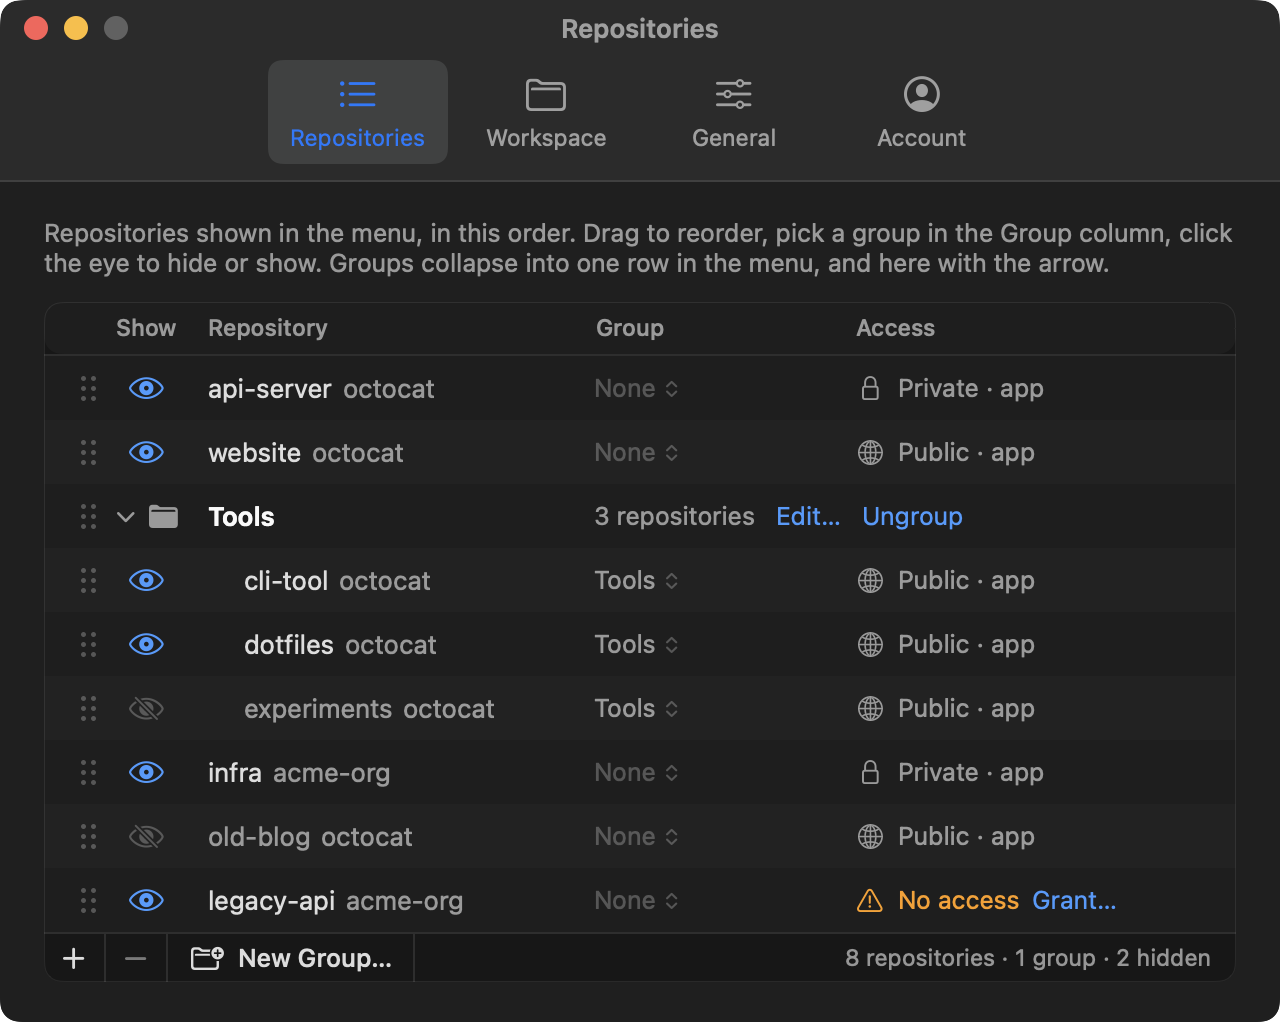 Repositories
Repositories Workspace General Account
Repositories shown in the menu, in this order. Drag to reorder, pick a group in the Group column, click
the eye to hide or show. Groups collapse into one row in the menu, and here with the arrow.
Show Repository Group Access
api-server octocat None Private · app
website octocat None Public · app
Tools 3 repositories Edit... Ungroup
cli-tool octocat Tools Public · app
dotfiles octocat Tools Public · app
experiments octocat Tools Public · app
infra acme-org None Private · app
old-blog octocat None Public · app
legacy-api acme-org None No access Grant...
+ − New Group... 8 repositories · 1 group · 2 hidden